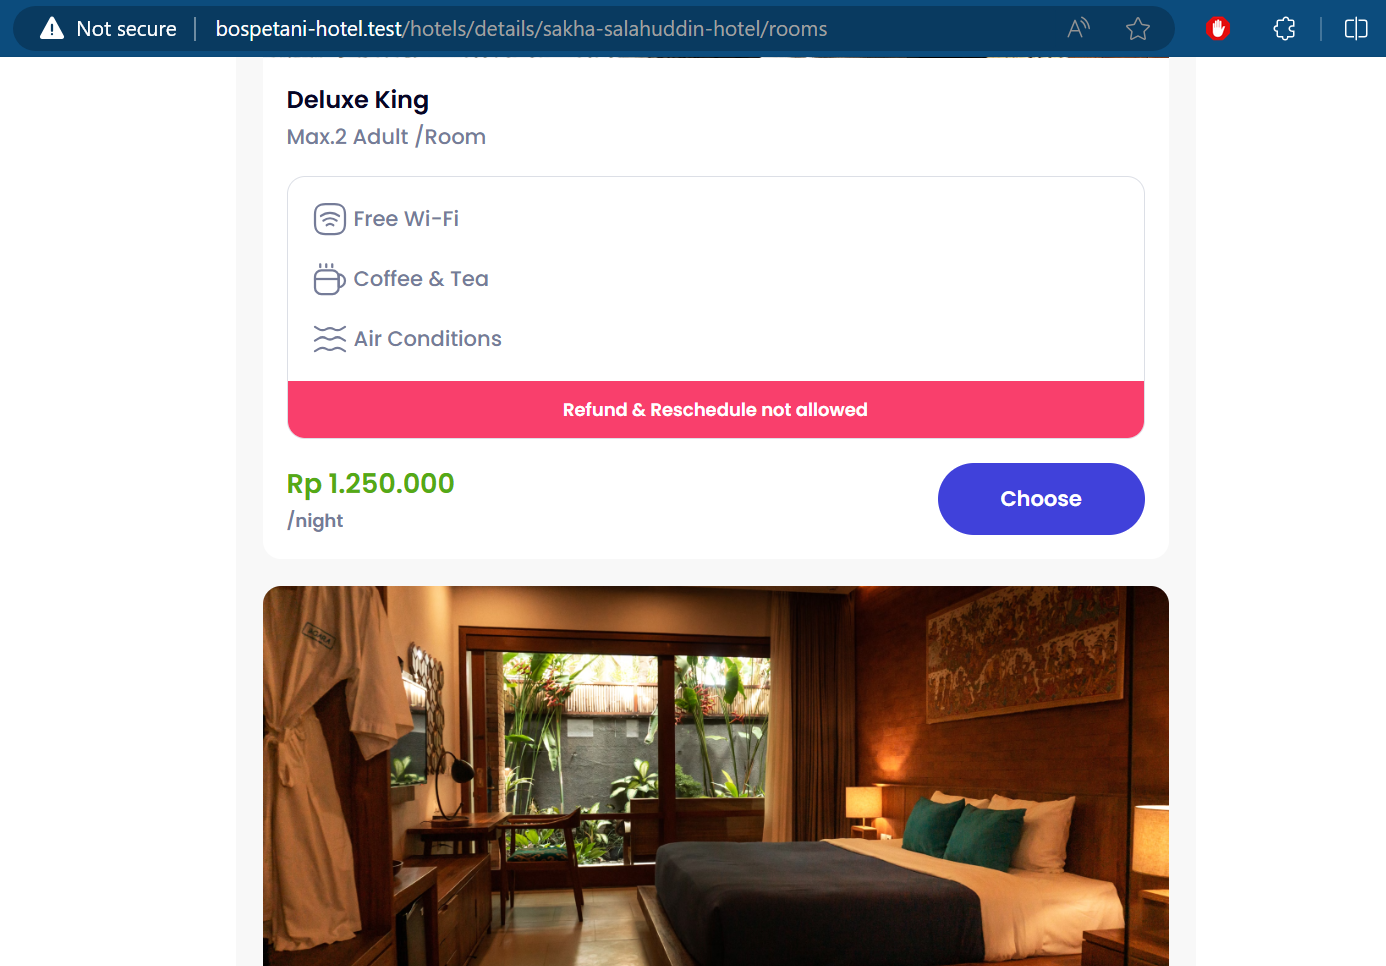 Not secure
bospetani-hotel.test/hotels/details/sakha-salahuddin-hotel/rooms
Deluxe King
Max.2 Adult /Room
Free Wi-Fi
Coffee & Tea
Air Conditions
Refund & Reschedule not allowed
Rp 1.250.000
/night
Choose